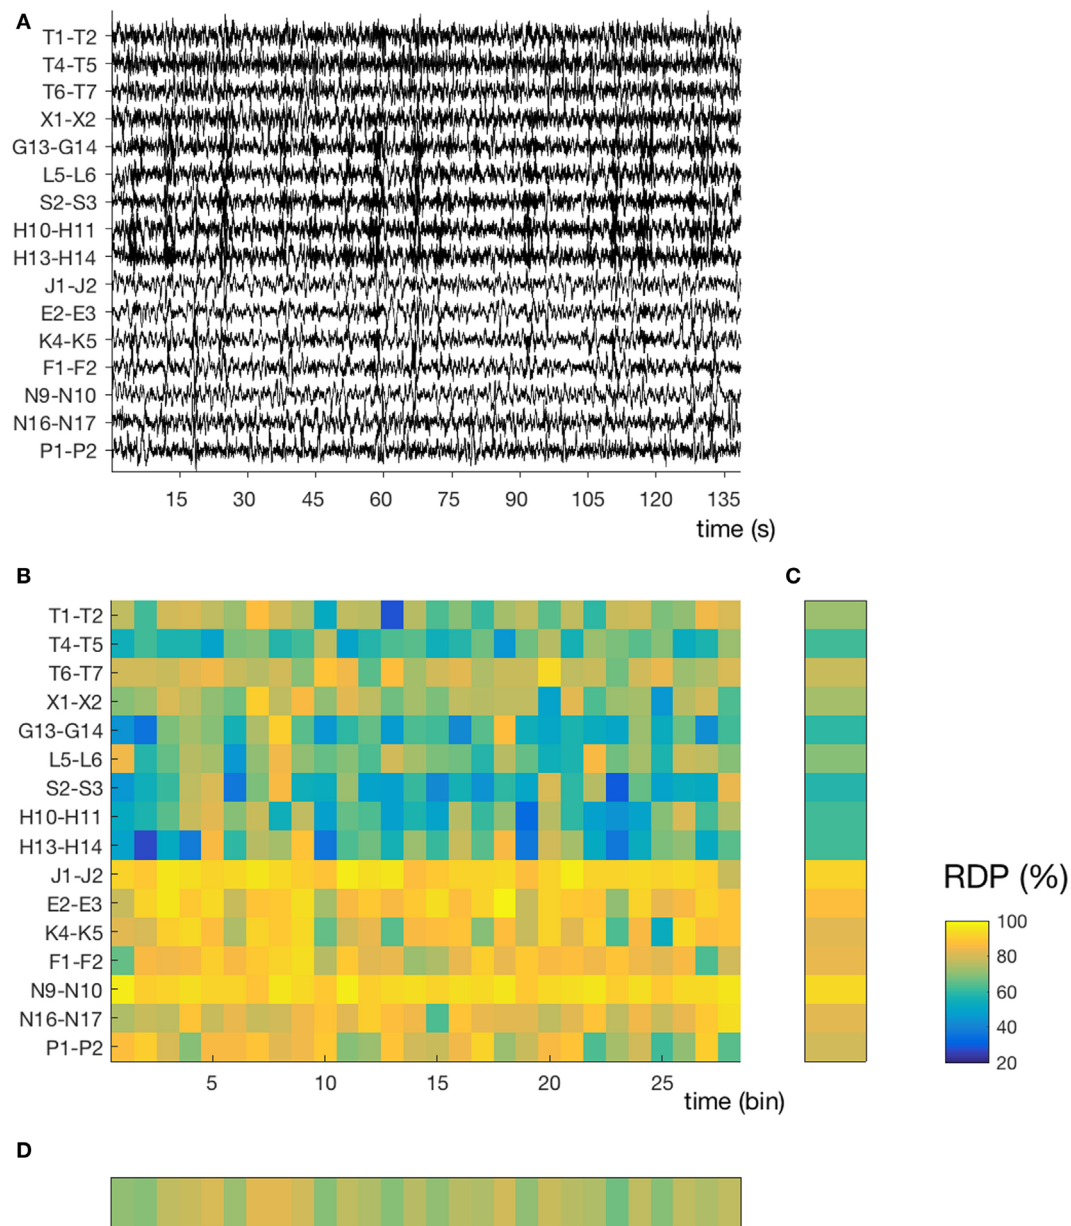 A
T1-T2
T4-T5
T6-T7
X1-X2
G13-G14
L5-L6
S2-S3
H10-H11
H13-H14
J1-J2
E2-E3
K4-K5
F1-F2
N9-N10
N16-N17
P1-P2
15 30 45 60 75 90 105 120 135
time (s)
B
T1-T2
T4-T5
T6-T7
X1-X2
G13-G14
L5-L6
S2-S3
H10-H11
H13-H14
J1-J2
E2-E3
K4-K5
F1-F2
N9-N10
N16-N17
P1-P2
5 10 15 20 25
time (bin)
C
RDP (%)
100
80
60
40
20
D